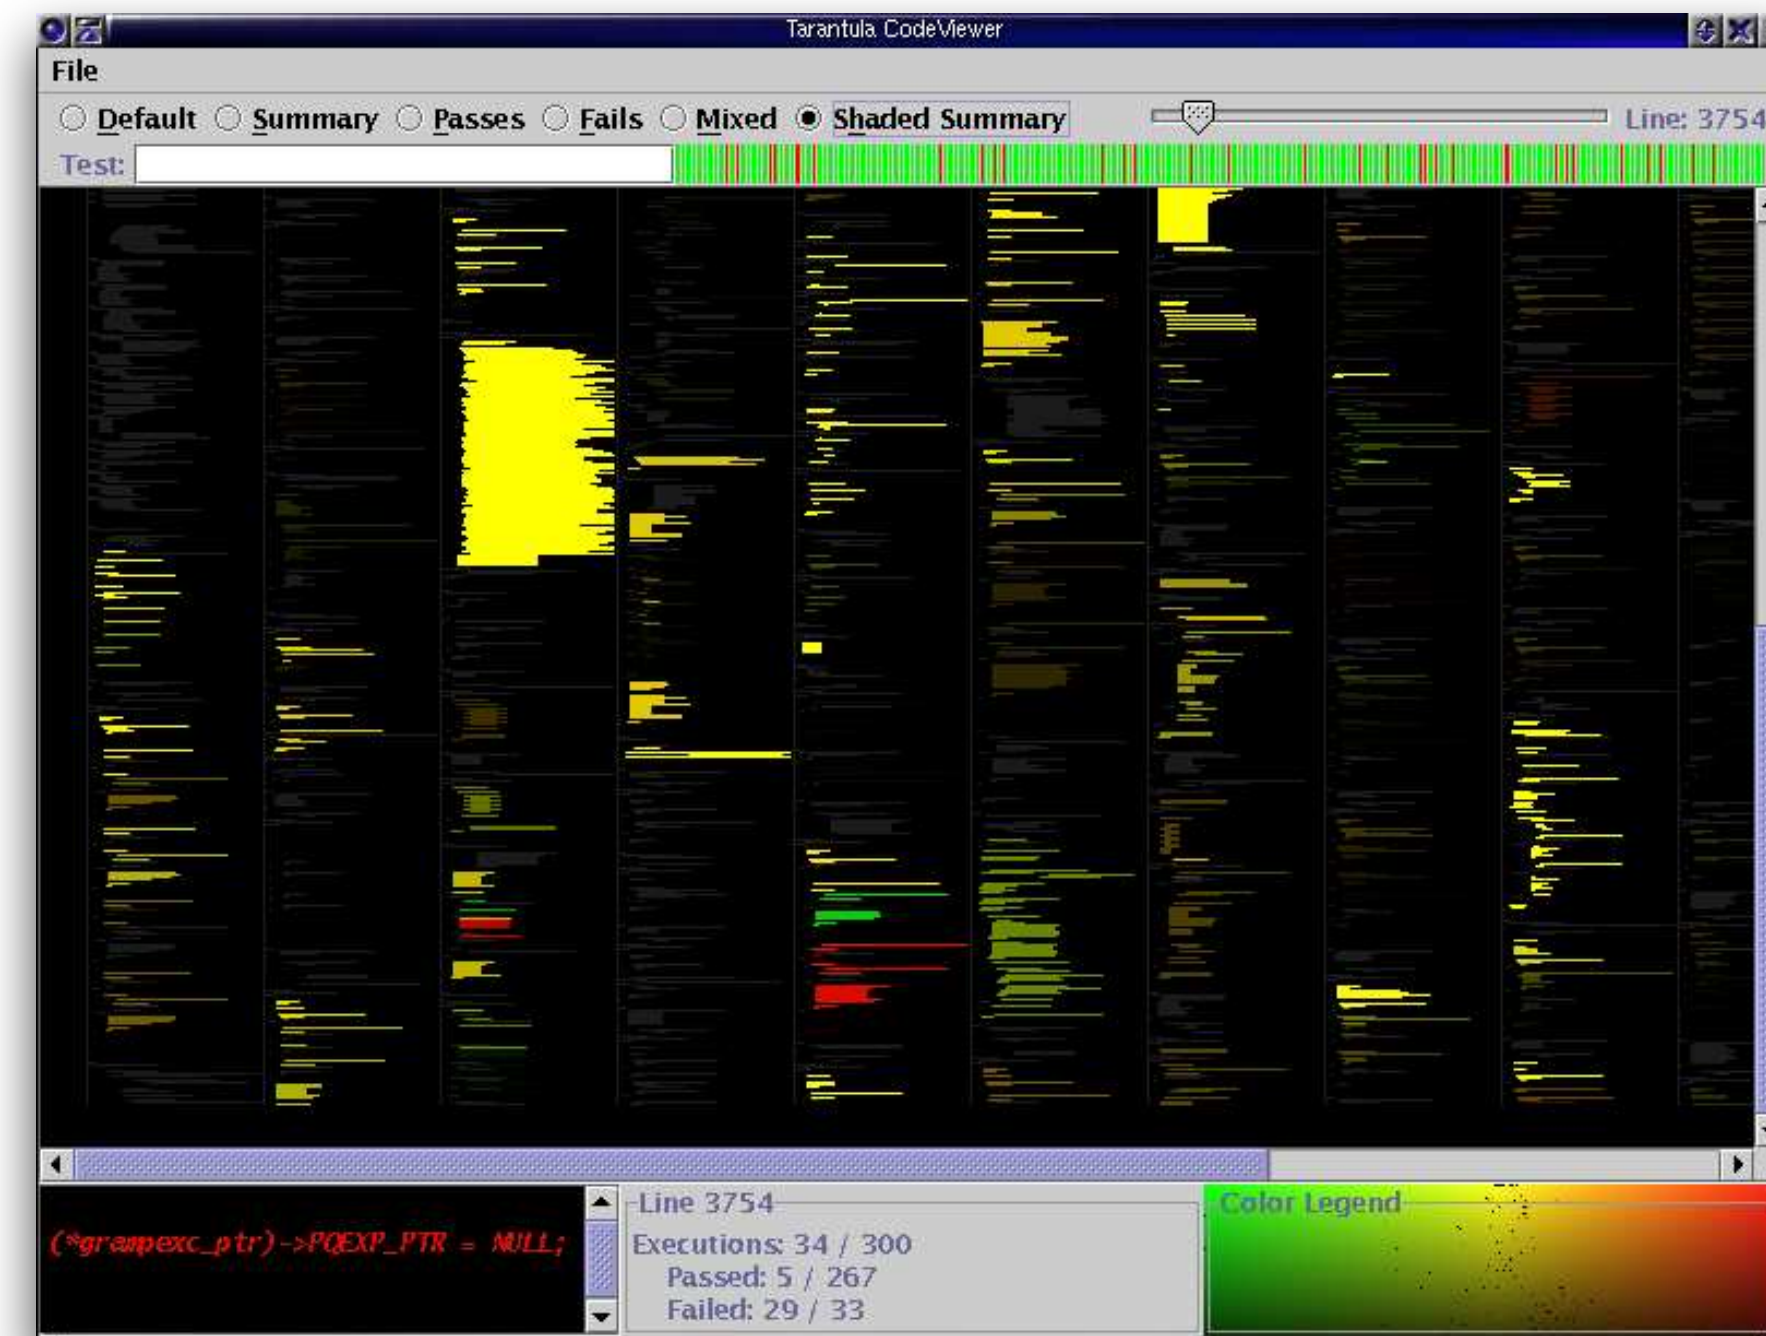 Tarantula CodeViewer
File
Default Summary Passes Fails Mixed Shaded Summary Line: 3754
Test:
(*grampexc_ptr)->PQEXP_PTR = NULL;
Line 3754
Executions: 34 / 300
Passed: 5 / 267
Failed: 29 / 33
Color Legend